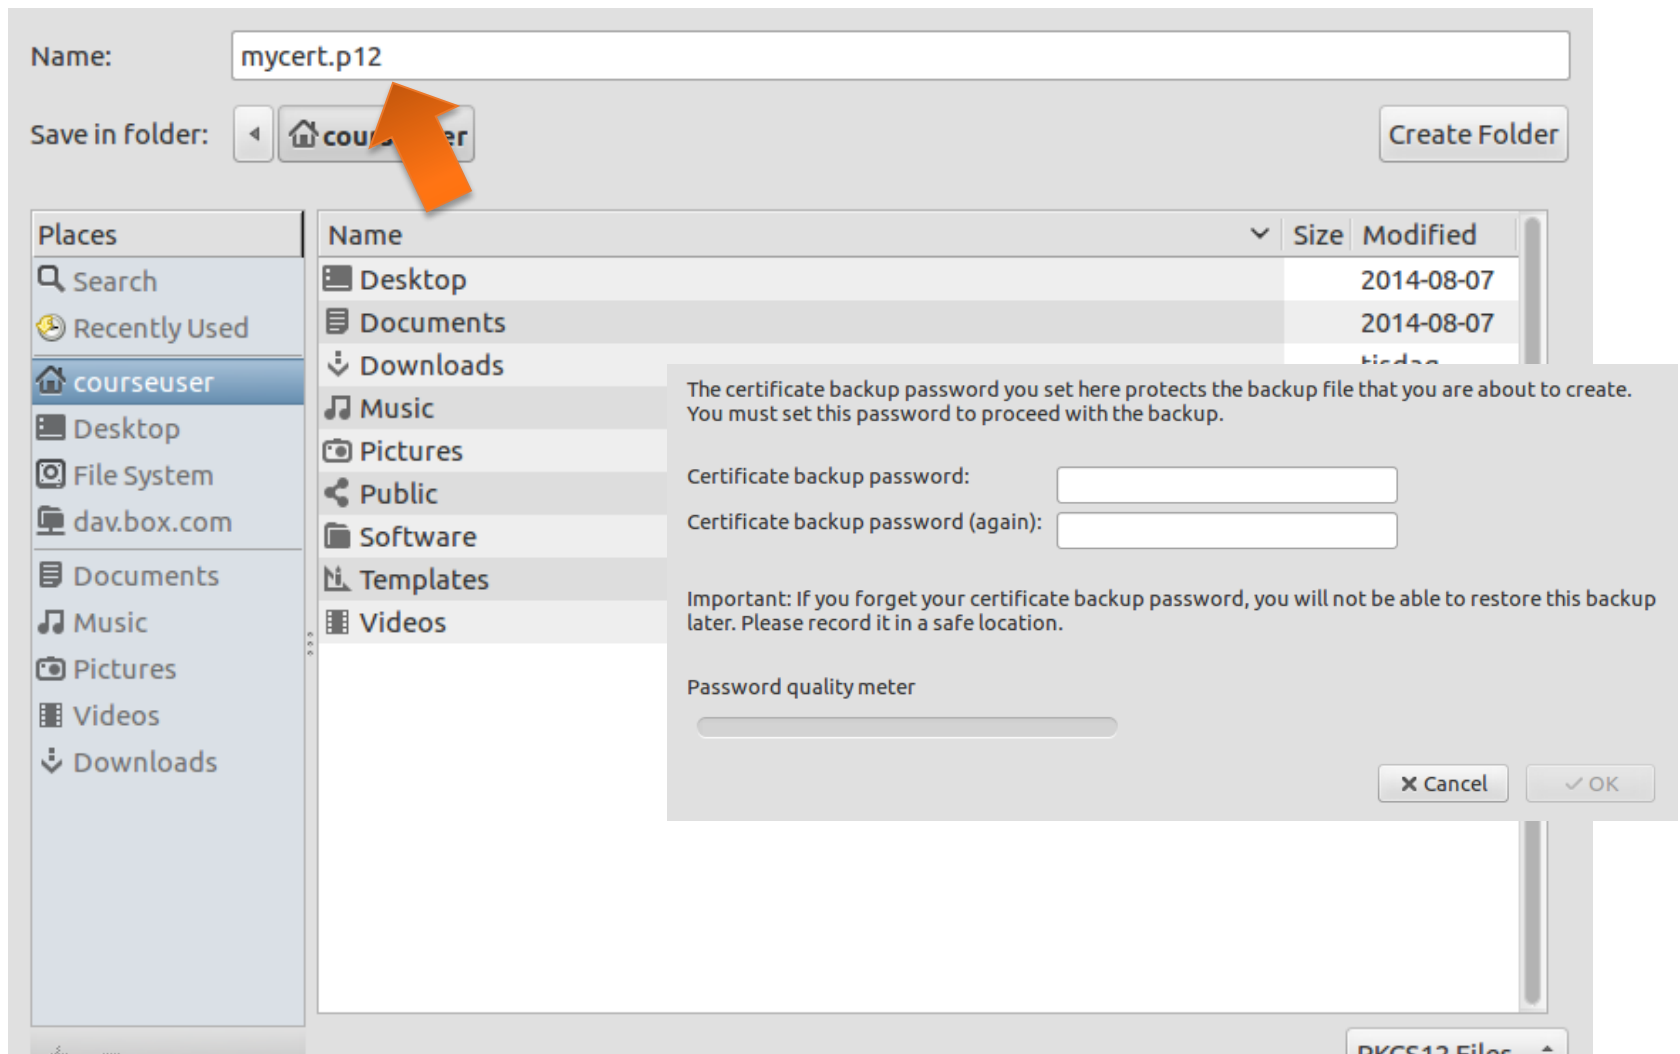 Name:
mycert.p12
Save in folder:
Create Folder
Places
Search
Recently Used
courseuser
Desktop
File System
dav.box.com
Documents
Music
Pictures
Videos
Downloads
Name Size Modified
Desktop 2014-08-07
Documents 2014-08-07
Downloads
Music
Pictures
Public
Software
Templates
Videos
The certificate backup password you set here protects the backup file that you are about to create.
You must set this password to proceed with the backup.
Certificate backup password:
Certificate backup password (again):
Important: If you forget your certificate backup password, you will not be able to restore this backup
later. Please record it in a safe location.
Password quality meter
Cancel
OK
PKCS12 Files